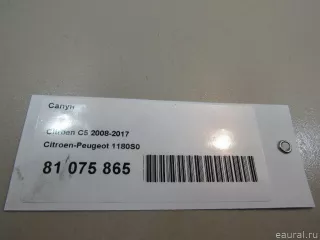 Сапун
Citroen C5 2008-2017
Citroen-Peugeot 1180S0
81 075 865
eaural.ru